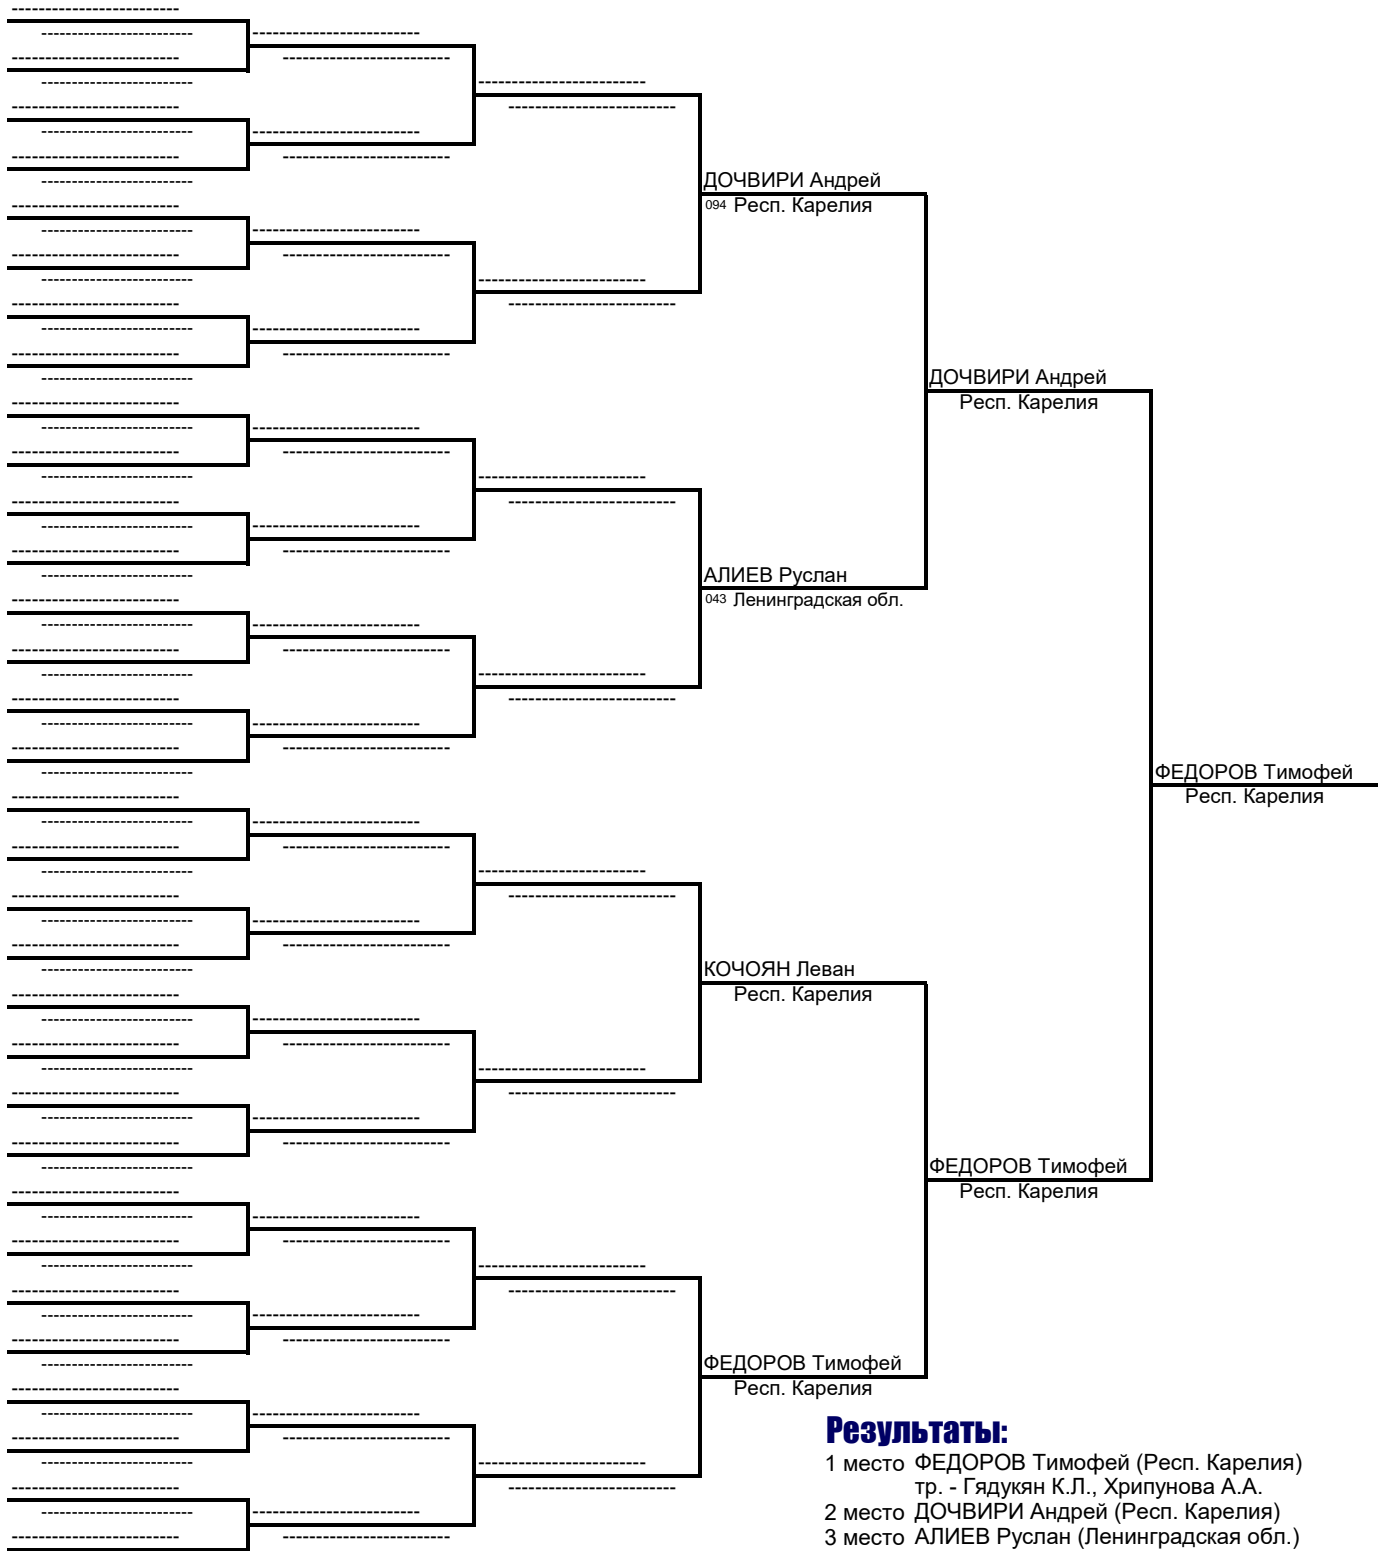 ДОЧВИРИ Андрей
094 Респ. Карелия
ДОЧВИРИ Андрей
Респ. Карелия
АЛИЕВ Руслан
043 Ленинградская обл.
ФЕДОРОВ Тимофей
Респ. Карелия
КОЧОЯН Леван
Респ. Карелия
ФЕДОРОВ Тимофей
Респ. Карелия
ФЕДОРОВ Тимофей
Респ. Карелия
Результаты:
1 место ФЕДОРОВ Тимофей (Респ. Карелия)
тр. - Гядукян К.Л., Хрипунова А.А.
2 место ДОЧВИРИ Андрей (Респ. Карелия)
3 место АЛИЕВ Руслан (Ленинградская обл.)